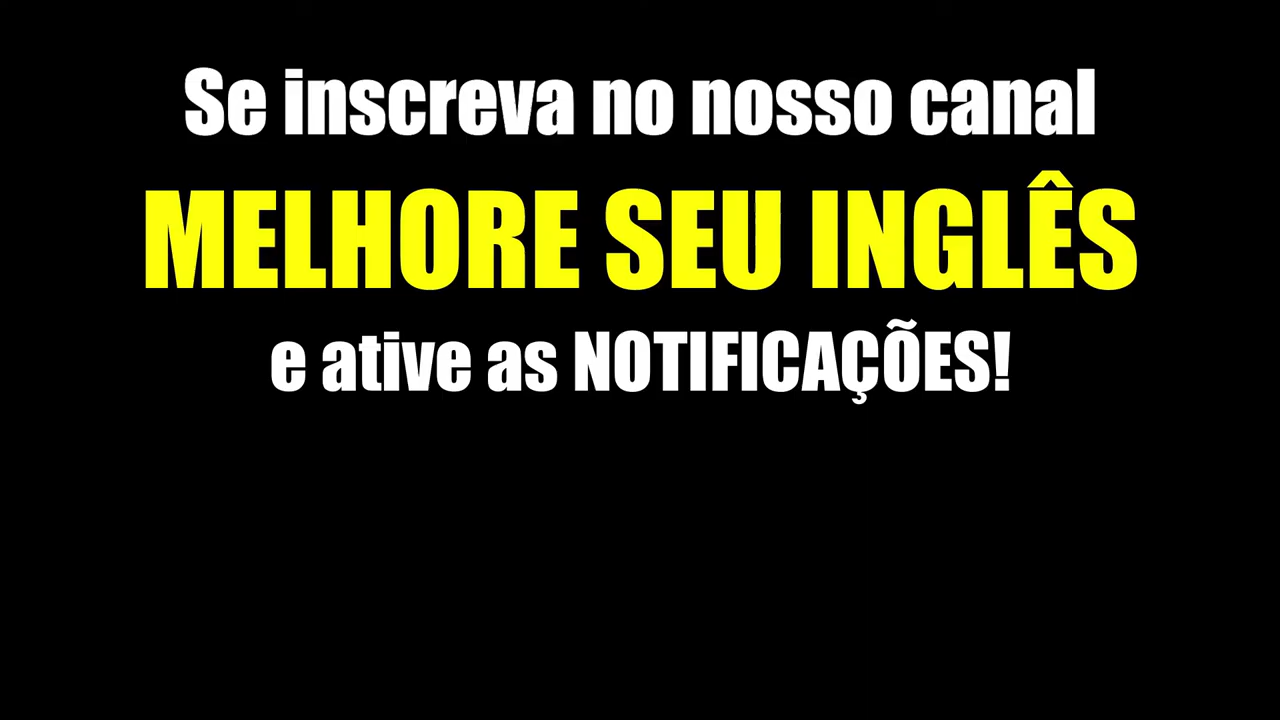 Se inscreva no nosso canal
MELHORE SEU INGLÊS
e ative as NOTIFICAÇÕES!